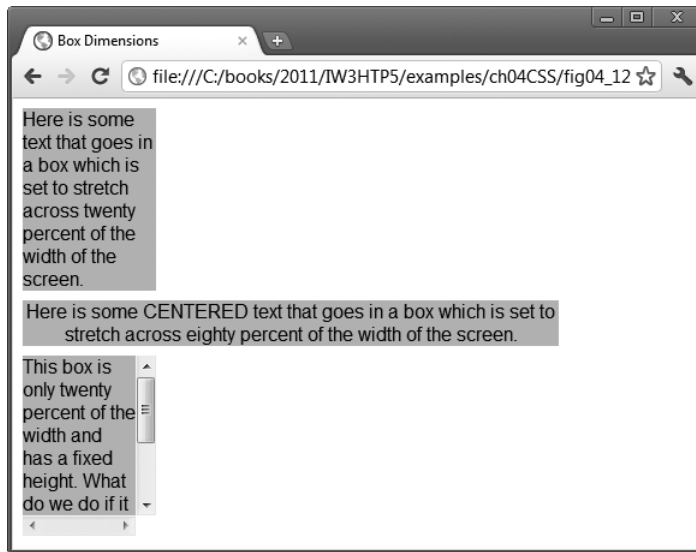 Box Dimensions
file:///C:/books/2011/IW3HTP5/examples/ch04CSS/fig04_12
Here is some
text that goes in
a box which is
set to stretch
across twenty
percent of the
width of the
screen.
Here is some CENTERED text that goes in a box which is set to
stretch across eighty percent of the width of the screen.
This box is
only twenty
percent of the
width and
has a fixed
height. What
do we do if it